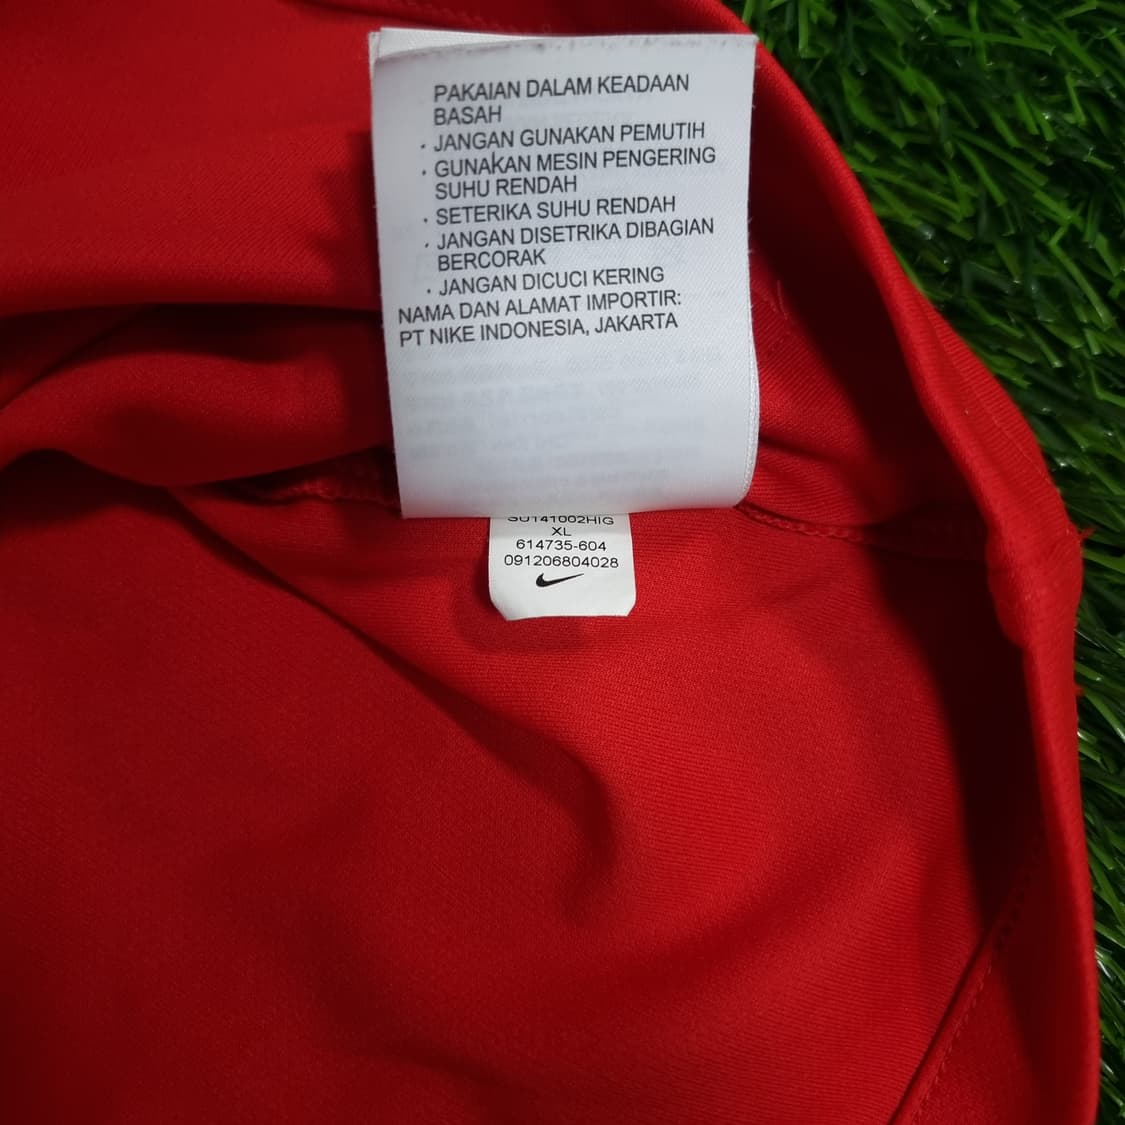 PAKAIAN DALAM KEADAAN
BASAH
· JANGAN GUNAKAN PEMUTIH
· GUNAKAN MESIN PENGERING
SUHU RENDAH
· SETERIKA SUHU RENDAH
· JANGAN DISETRIKA DIBAGIAN
BERCORAK
· JANGAN DICUCI KERING
NAMA DAN ALAMAT IMPORTIR:
PT NIKE INDONESIA, JAKARTA
XL
614735-604
091206804028